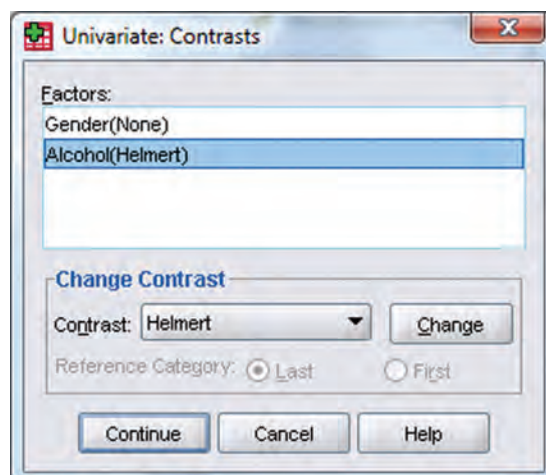 Univariate: Contrasts
Factors:
Gender(None)
Alcohol(Helmert)
Change Contrast
Contrast: Helmert Change
Reference Category: Last First
Continue Cancel Help